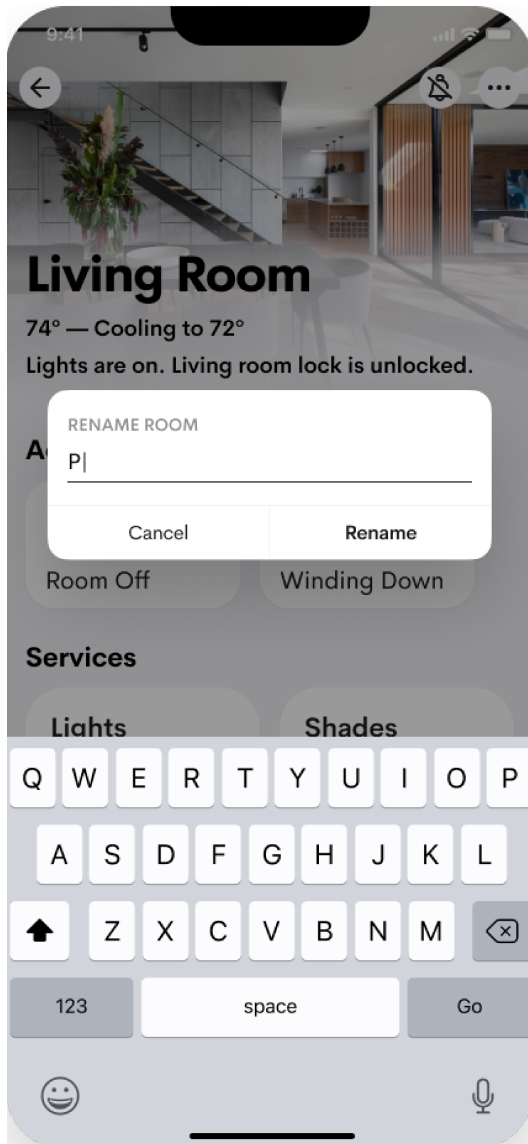 9:41
Living Room
74° — Cooling to 72°
Lights are on. Living room lock is unlocked.
RENAME ROOM
P
Cancel Rename
Room Off Winding Down
Services
Lights Shades
Q W E R T Y U I O P
A S D F G H J K L
Z X C V B N M
123 space Go